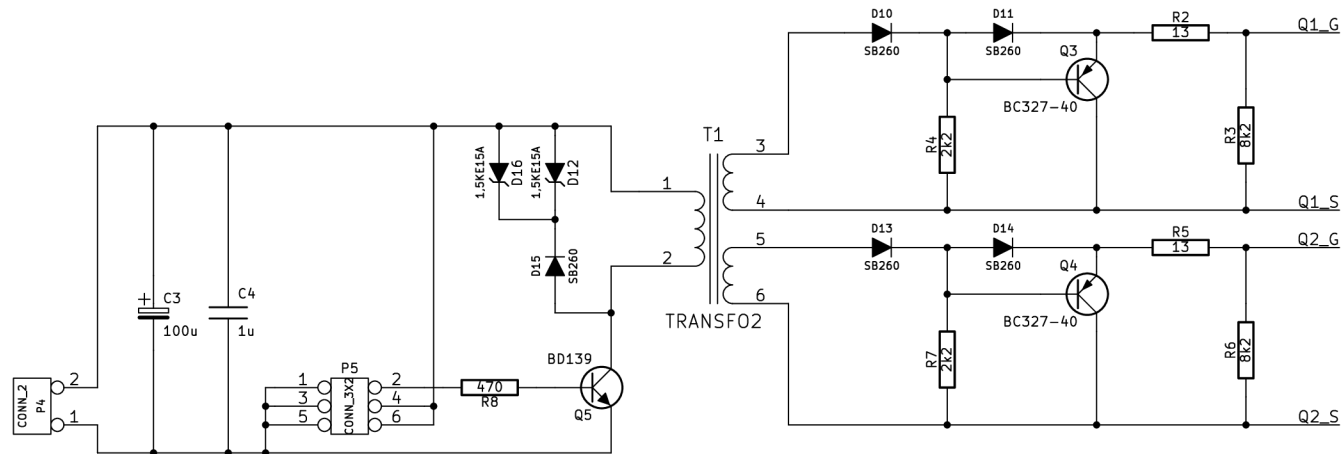 D10
SB260
D11
SB260
Q3
BC327-40
R2
13
Q1_G
R4
2k2
R3
8k2
Q1_S
T1
3
4
1
2
5
6
TRANSFO2
1,5KE15A
D16
1,5KE15A
D12
D15
SB260
D13
SB260
D14
SB260
Q4
BC327-40
R5
13
Q2_G
R7
2k2
R6
8k2
Q2_S
+
C3
100u
C4
1u
BD139
Q5
CONN_2
P4
2
1
P5
CONN_3X2
1
3
5
2
4
6
470
R8